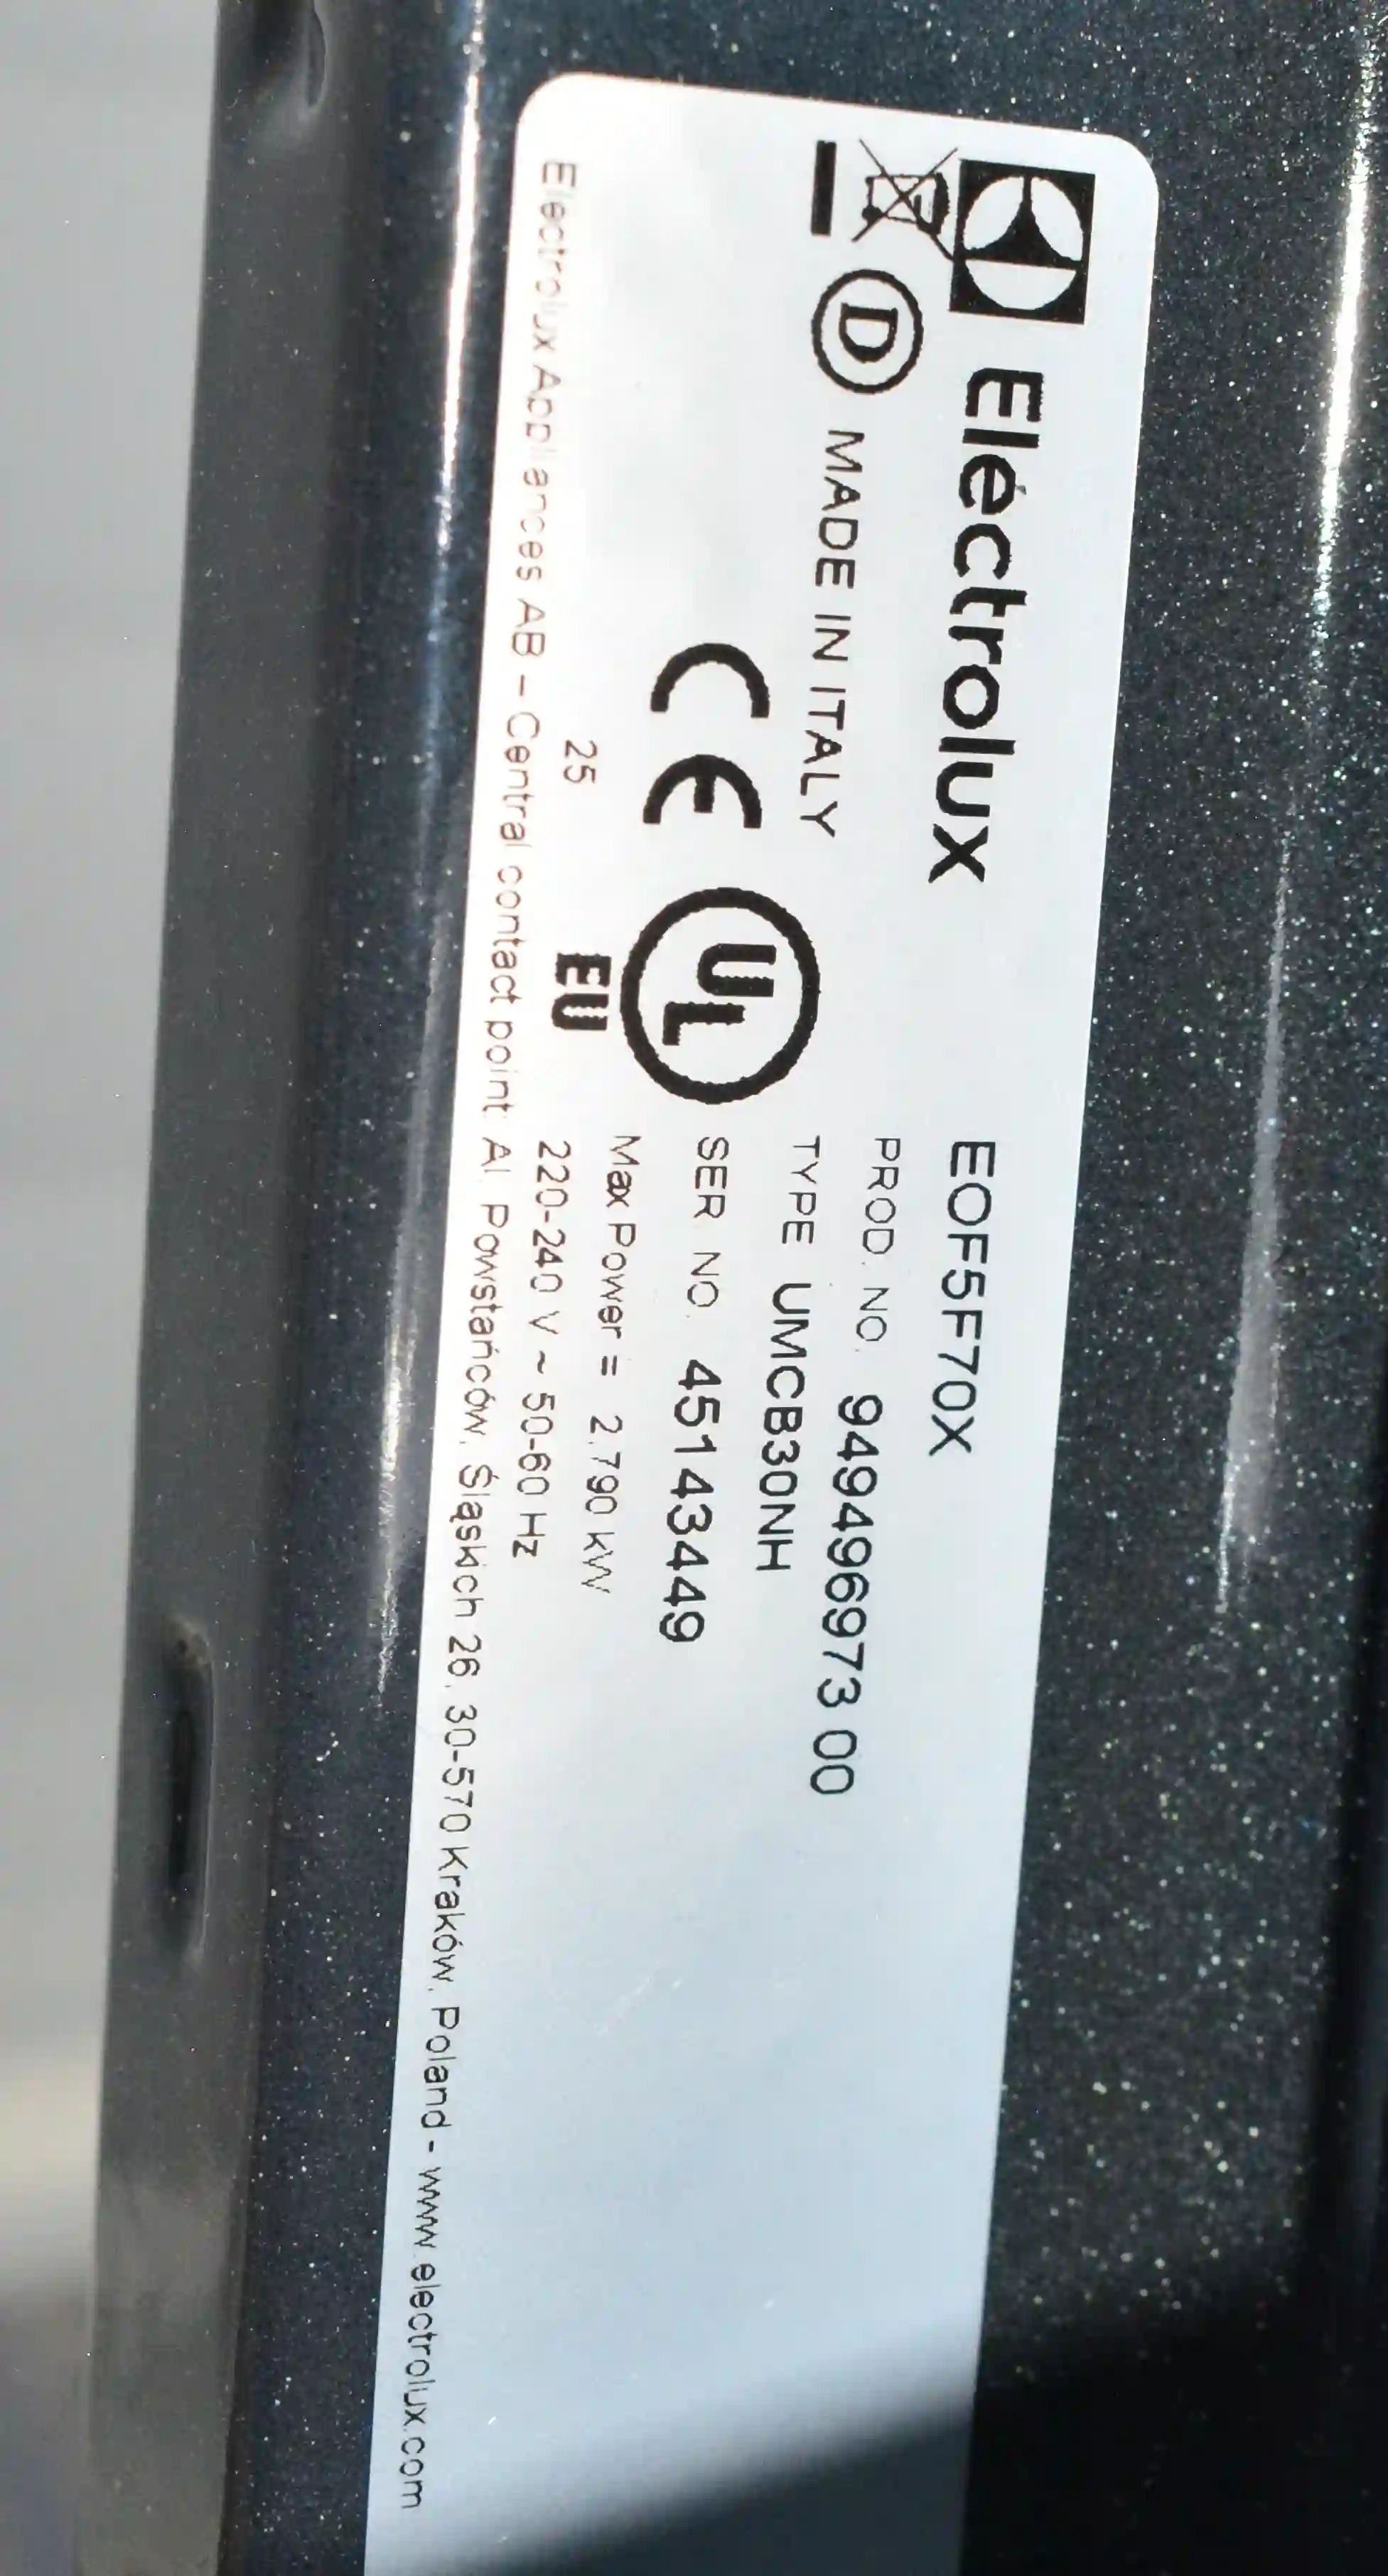 Electrolux
EOF5F70X
D MADE IN ITALY
PROD. NO. 949496973 00
TYPE UMCB30NH
CE UL
SER NO. 45143449
Max Power = 2.790 kW
25 EU
220-240 V ~ 50-60 Hz
Electrolux Appliances AB - Central contact point: Al. Powstańców. Śląskich 26, 30-570 Kraków, Poland - www.electrolux.com